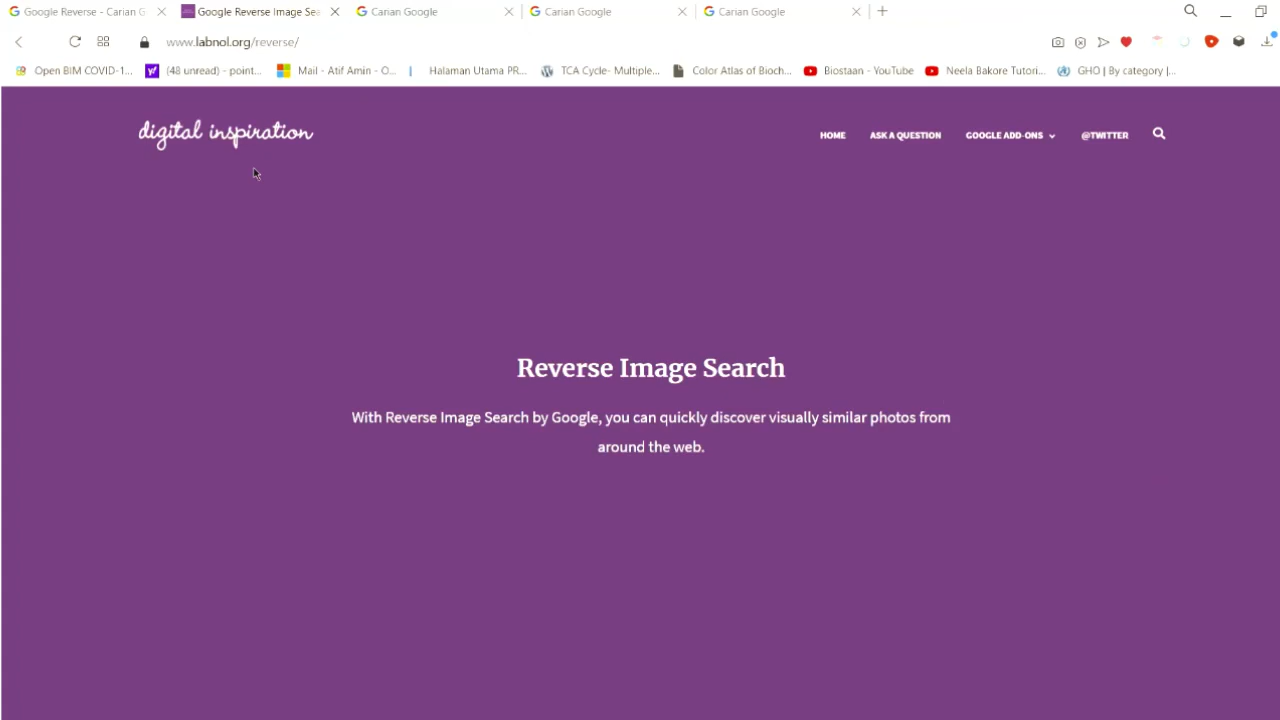 Google Reverse - Carian G
Google Reverse Image Sea
Carian Google
Carian Google
Carian Google
www.labnol.org/reverse/
Open BIM COVID-1...
(48 unread) - point...
Mail - Atif Amin - O...
Halaman Utama PR...
TCA Cycle- Multiple...
Color Atlas of Bioch...
Biostaan - YouTube
Neela Bakore Tutori...
GHO | By category |...
digital inspiration
HOME
ASK A QUESTION
GOOGLE ADD-ONS
@TWITTER
Reverse Image Search
With Reverse Image Search by Google, you can quickly discover visually similar photos from
around the web.